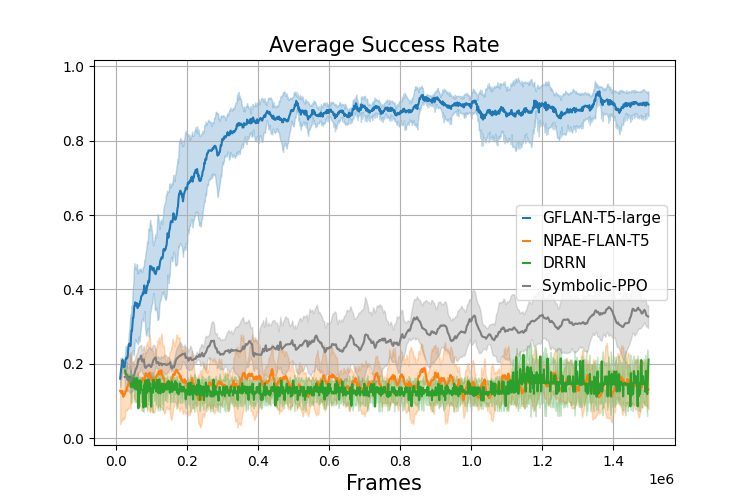 Average Success Rate
1.0
0.8
0.6
0.4
0.2
0.0
GFLAN-T5-large
NPAE-FLAN-T5
DRRN
Symbolic-PPO
0.0 0.2 0.4 0.6 0.8 1.0 1.2 1.4
1e6
Frames